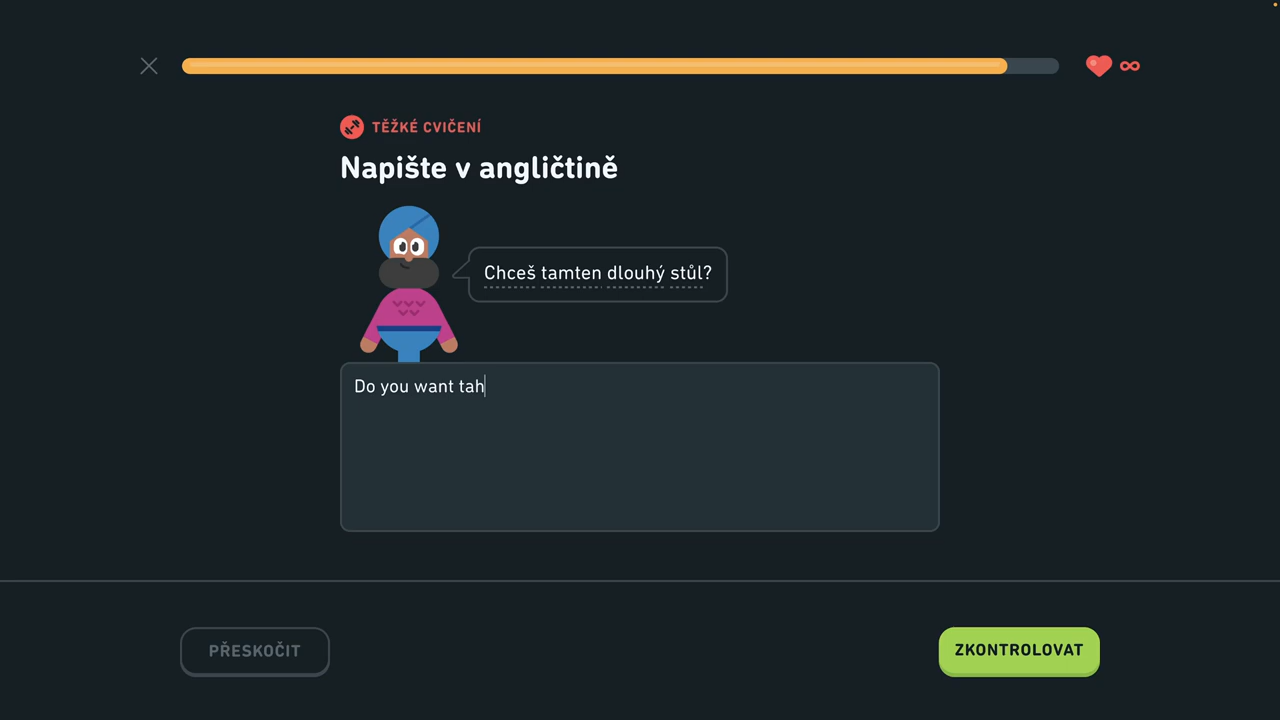 TĚŽKÉ CVIČENÍ
Napište v angličtině
Chceš tamten dlouhý stůl?
Do you want tah
PŘESKOČIT
ZKONTROLOVAT